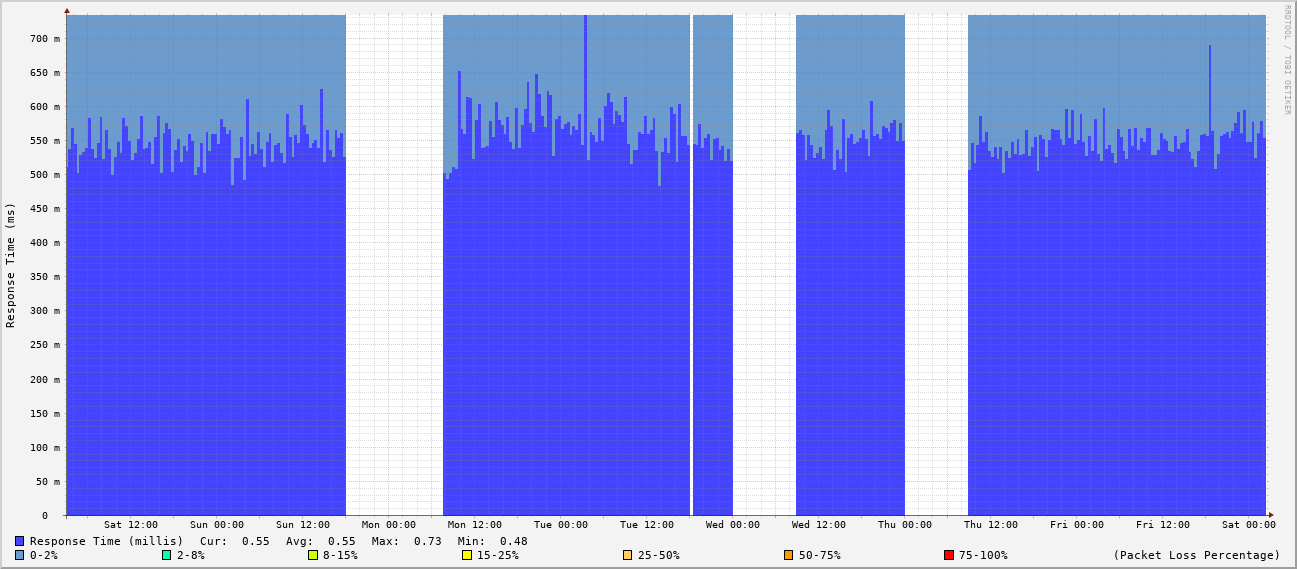 RRDTOOL / TOBI OETIKER
Response Time (ms)
700 m
650 m
600 m
550 m
500 m
450 m
400 m
350 m
300 m
250 m
200 m
150 m
100 m
50 m
0
Sat 12:00 Sun 00:00 Sun 12:00 Mon 00:00 Mon 12:00 Tue 00:00 Tue 12:00 Wed 00:00 Wed 12:00 Thu 00:00 Thu 12:00 Fri 00:00 Fri 12:00 Sat 00:00
Response Time (millis) Cur: 0.55 Avg: 0.55 Max: 0.73 Min: 0.48
0-2% 2-8% 8-15% 15-25% 25-50% 50-75% 75-100% (Packet Loss Percentage)